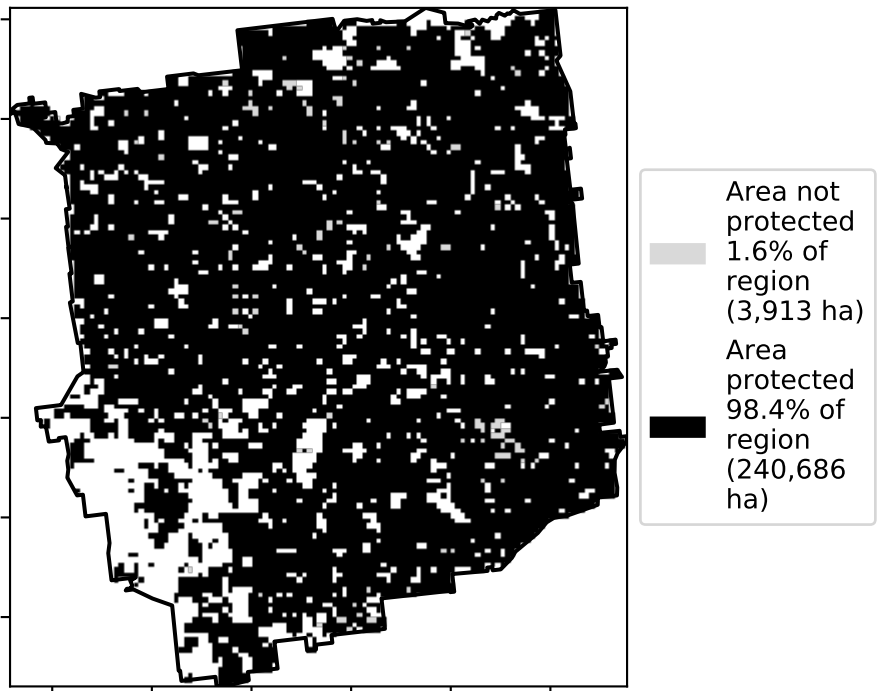 Area not
protected
1.6% of
region
(3,913 ha)
Area
protected
98.4% of
region
(240,686
ha)